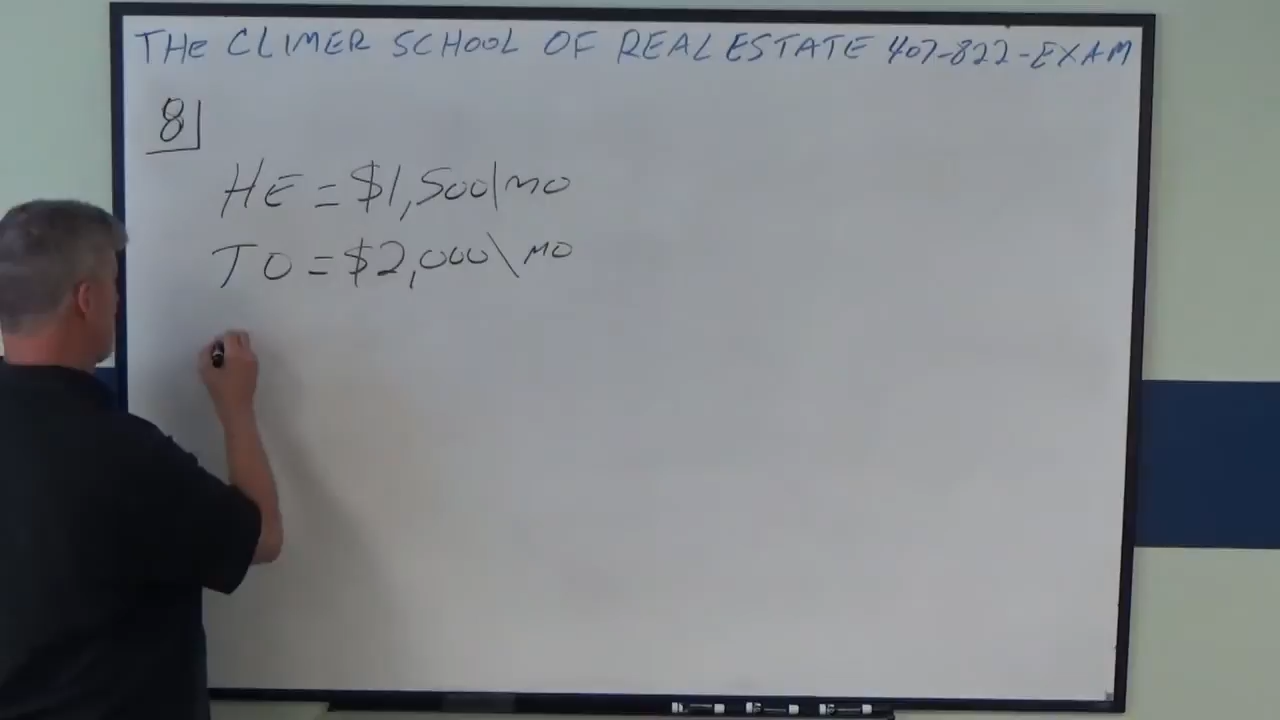 THe CLIMER SCHOOL OF REAL ESTATE 407-822-EXAM
8
HE = $1,500/mo
TO = $2,000\mo